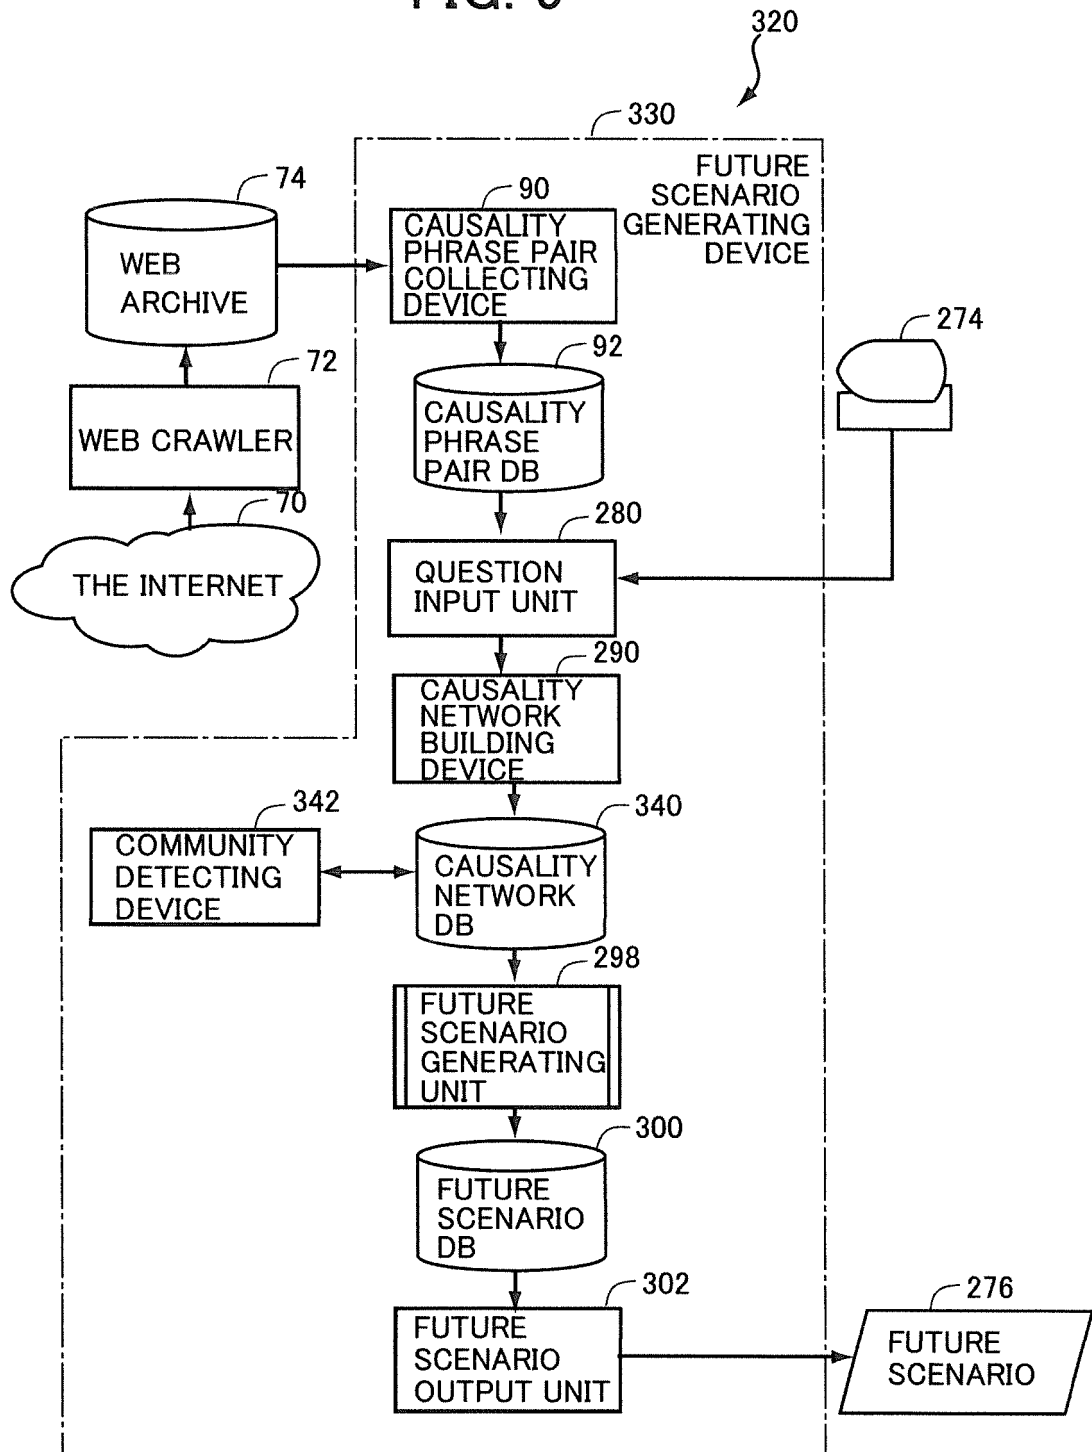 320
330
FUTURE
SCENARIO
GENERATING
DEVICE
74
WEB
ARCHIVE
90
CAUSALITY
PHRASE PAIR
COLLECTING
DEVICE
274
72
WEB CRAWLER
92
CAUSALITY
PHRASE
PAIR DB
70
THE INTERNET
280
QUESTION
INPUT UNIT
290
CAUSALITY
NETWORK
BUILDING
DEVICE
342
COMMUNITY
DETECTING
DEVICE
340
CAUSALITY
NETWORK
DB
298
FUTURE
SCENARIO
GENERATING
UNIT
300
FUTURE
SCENARIO
DB
302
FUTURE
SCENARIO
OUTPUT UNIT
276
FUTURE
SCENARIO